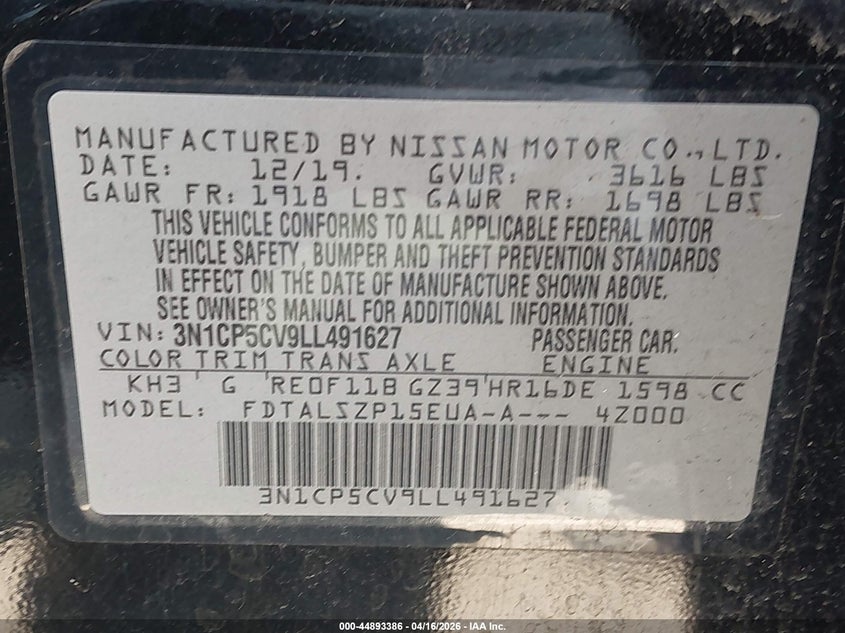 MANUFACTURED BY NISSAN MOTOR CO., LTD.
DATE: 12/19. GVWR: 3616 LBS
GAWR FR: 1918 LBS GAWR RR: 1698 LBS
THIS VEHICLE CONFORMS TO ALL APPLICABLE FEDERAL MOTOR
VEHICLE SAFETY, BUMPER AND THEFT PREVENTION STANDARDS
IN EFFECT ON THE DATE OF MANUFACTURE SHOWN ABOVE.
SEE OWNER'S MANUAL FOR ADDITIONAL INFORMATION.
VIN: 3N1CP5CV9LL491627 PASSENGER CAR.
COLOR TRIM TRANS AXLE ENGINE
KH3 G RE0F11B GZ39 HR16DE 1598 CC
MODEL: FDTALSZP15EUA-A--- 4Z000
3N1CP5CV9LL491627
000-44893386 - 04/16/2026 - IAA Inc.